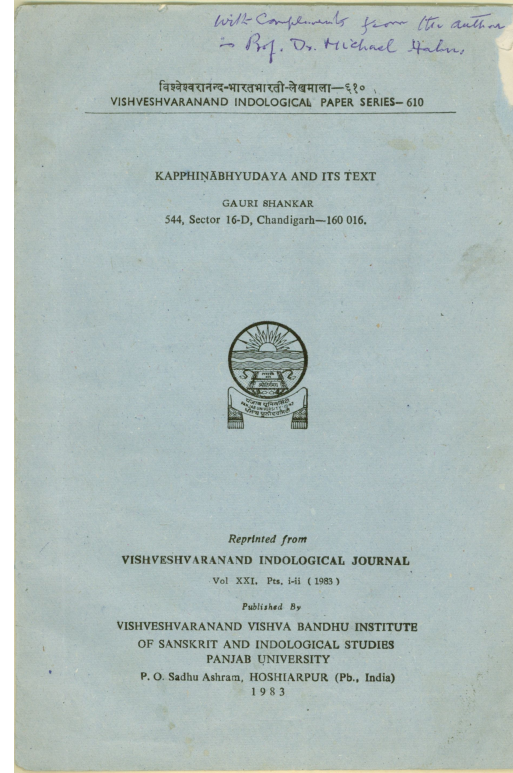 With Compliments from the author
to Prof. Dr. Michael Hahn.
विश्वेश्वरानन्द-भारतभारती-लेखमाला—६१०
VISHVESHVARANAND INDOLOGICAL PAPER SERIES— 610
KAPPHIṆĀBHYUDAYA AND ITS TEXT
GAURI SHANKAR
544, Sector 16-D, Chandigarh—160 016.
Reprinted from
VISHVESHVARANAND INDOLOGICAL JOURNAL
Vol XXI. Pts, i-ii ( 1983 )
Published By
VISHVESHVARANAND VISHVA BANDHU INSTITUTE
OF SANSKRIT AND INDOLOGICAL STUDIES
PANJAB UNIVERSITY
P. O. Sadhu Ashram, HOSHIARPUR (Pb., India)
1983